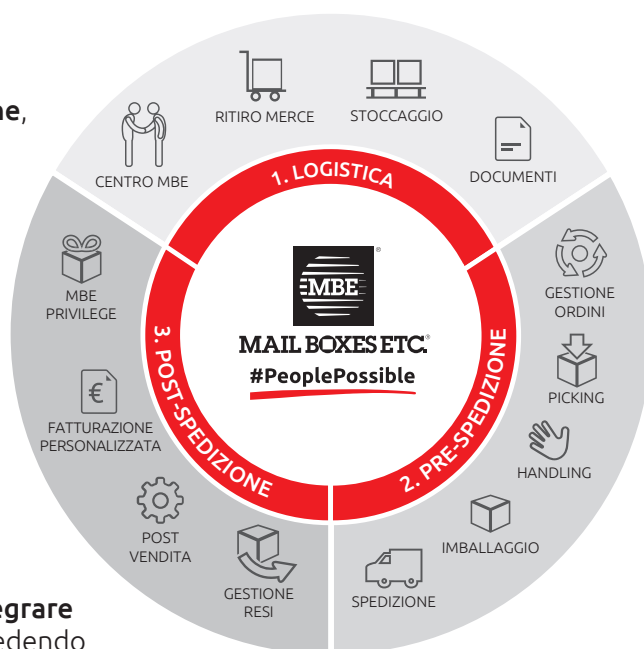 ne,
RITIRO MERCE
STOCCAGGIO
CENTRO MBE
DOCUMENTI
1. LOGISTICA
MBE
PRIVILEGE
GESTIONE
ORDINI
®
MBE
MAIL BOXES ETC.®
#PeoplePossible
3. POST-SPEDIZIONE
2. PRE-SPEDIZIONE
PICKING
€
FATTURAZIONE
PERSONALIZZATA
HANDLING
POST
VENDITA
IMBALLAGGIO
GESTIONE
RESI
SPEDIZIONE
egrare
edendo